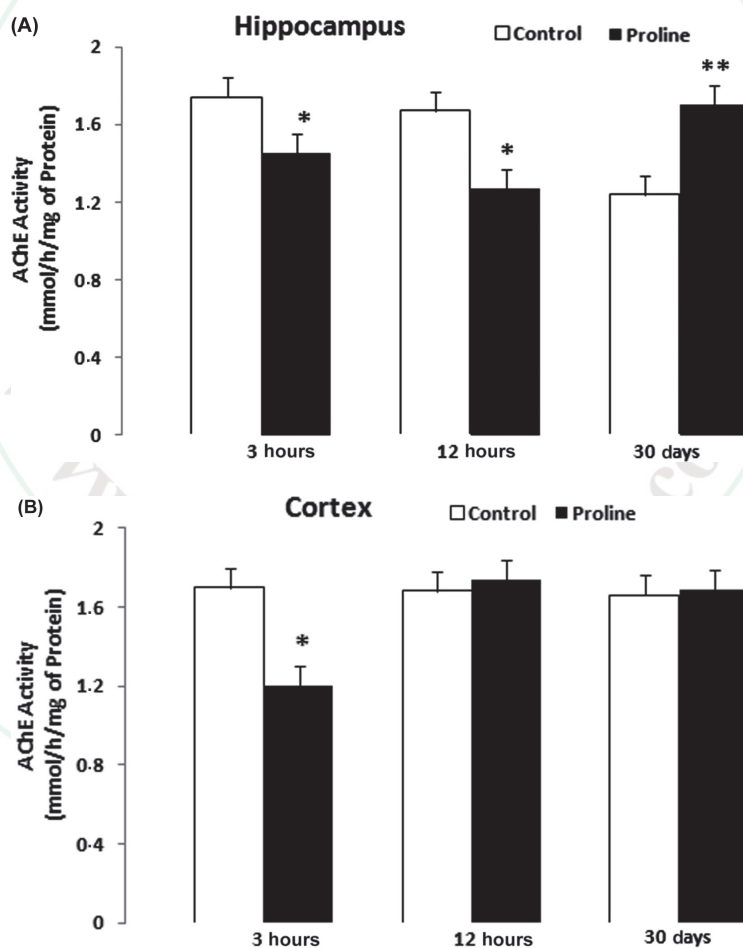 (A)
Hippocampus
Control Proline
**
*
*
2
1.6
1.2
0.8
0.4
0
AChE Activity
(mmol/h/mg of Protein)
3 hours 12 hours 30 days
(B)
Cortex
Control Proline
*
2
1.6
1.2
0.8
0.4
0
AChE Activity
(mmol/h/mg of Protein)
3 hours 12 hours 30 days